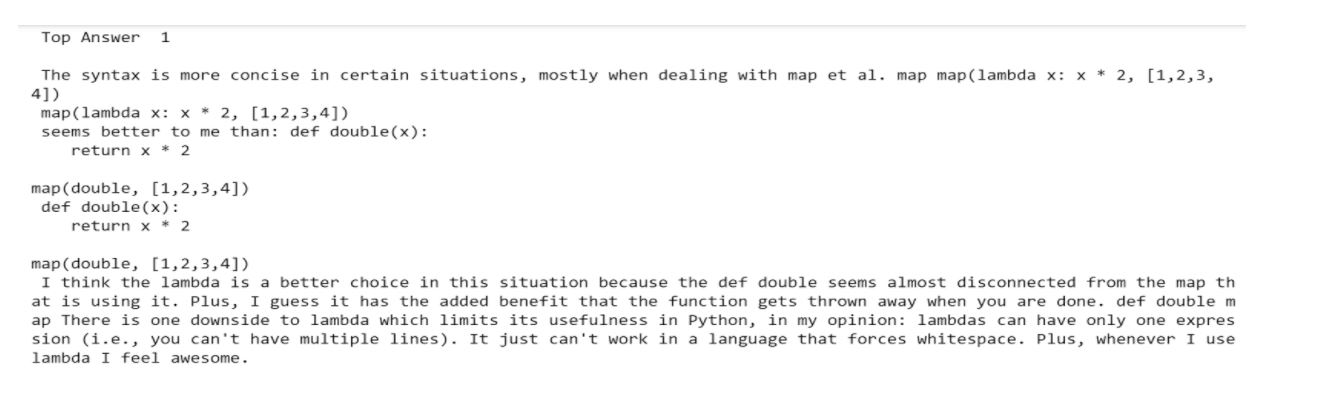 Top Answer  1
The syntax is more concise in certain situations, mostly when dealing with map et al. map map(lambda x: x * 2, [1,2,3,
4])
map(lambda x: x * 2, [1,2,3,4])
seems better to me than: def double(x):
return x * 2
map(double, [1,2,3,4])
def double(x):
return x * 2
map(double, [1,2,3,4])
I think the lambda is a better choice in this situation because the def double seems almost disconnected from the map th
at is using it. Plus, I guess it has the added benefit that the function gets thrown away when you are done. def double m
ap There is one downside to lambda which limits its usefulness in Python, in my opinion: lambdas can have only one expres
sion (i.e., you can't have multiple lines). It just can't work in a language that forces whitespace. Plus, whenever I use
lambda I feel awesome.